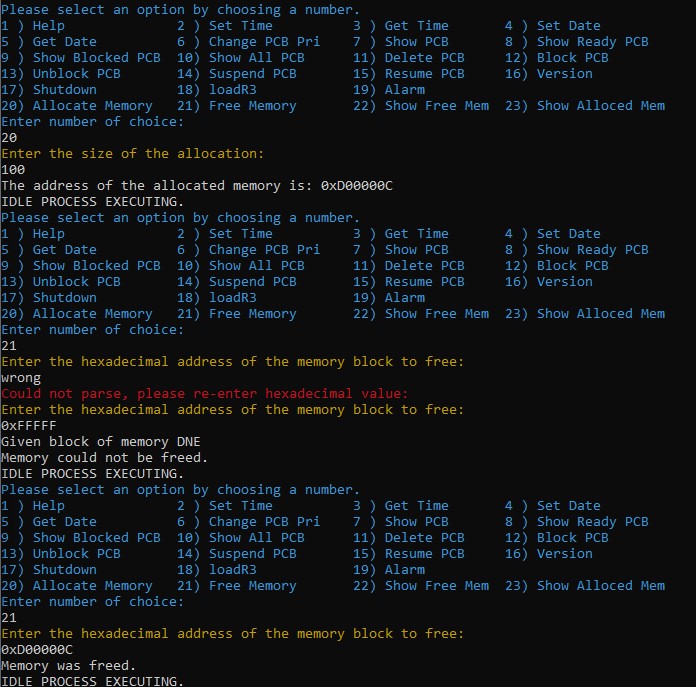 Please select an option by choosing a number.
1 ) Help 2 ) Set Time 3 ) Get Time 4 ) Set Date
5 ) Get Date 6 ) Change PCB Pri 7 ) Show PCB 8 ) Show Ready PCB
9 ) Show Blocked PCB 10) Show All PCB 11) Delete PCB 12) Block PCB
13) Unblock PCB 14) Suspend PCB 15) Resume PCB 16) Version
17) Shutdown 18) loadR3 19) Alarm
20) Allocate Memory 21) Free Memory 22) Show Free Mem 23) Show Alloced Mem
Enter number of choice:
20
Enter the size of the allocation:
100
The address of the allocated memory is: 0xD00000C
IDLE PROCESS EXECUTING.
Please select an option by choosing a number.
1 ) Help 2 ) Set Time 3 ) Get Time 4 ) Set Date
5 ) Get Date 6 ) Change PCB Pri 7 ) Show PCB 8 ) Show Ready PCB
9 ) Show Blocked PCB 10) Show All PCB 11) Delete PCB 12) Block PCB
13) Unblock PCB 14) Suspend PCB 15) Resume PCB 16) Version
17) Shutdown 18) loadR3 19) Alarm
20) Allocate Memory 21) Free Memory 22) Show Free Mem 23) Show Alloced Mem
Enter number of choice:
21
Enter the hexadecimal address of the memory block to free:
wrong
Could not parse, please re-enter hexadecimal value:
Enter the hexadecimal address of the memory block to free:
0xFFFFF
Given block of memory DNE
Memory could not be freed.
IDLE PROCESS EXECUTING.
Please select an option by choosing a number.
1 ) Help 2 ) Set Time 3 ) Get Time 4 ) Set Date
5 ) Get Date 6 ) Change PCB Pri 7 ) Show PCB 8 ) Show Ready PCB
9 ) Show Blocked PCB 10) Show All PCB 11) Delete PCB 12) Block PCB
13) Unblock PCB 14) Suspend PCB 15) Resume PCB 16) Version
17) Shutdown 18) loadR3 19) Alarm
20) Allocate Memory 21) Free Memory 22) Show Free Mem 23) Show Alloced Mem
Enter number of choice:
21
Enter the hexadecimal address of the memory block to free:
0xD00000C
Memory was freed.
IDLE PROCESS EXECUTING.